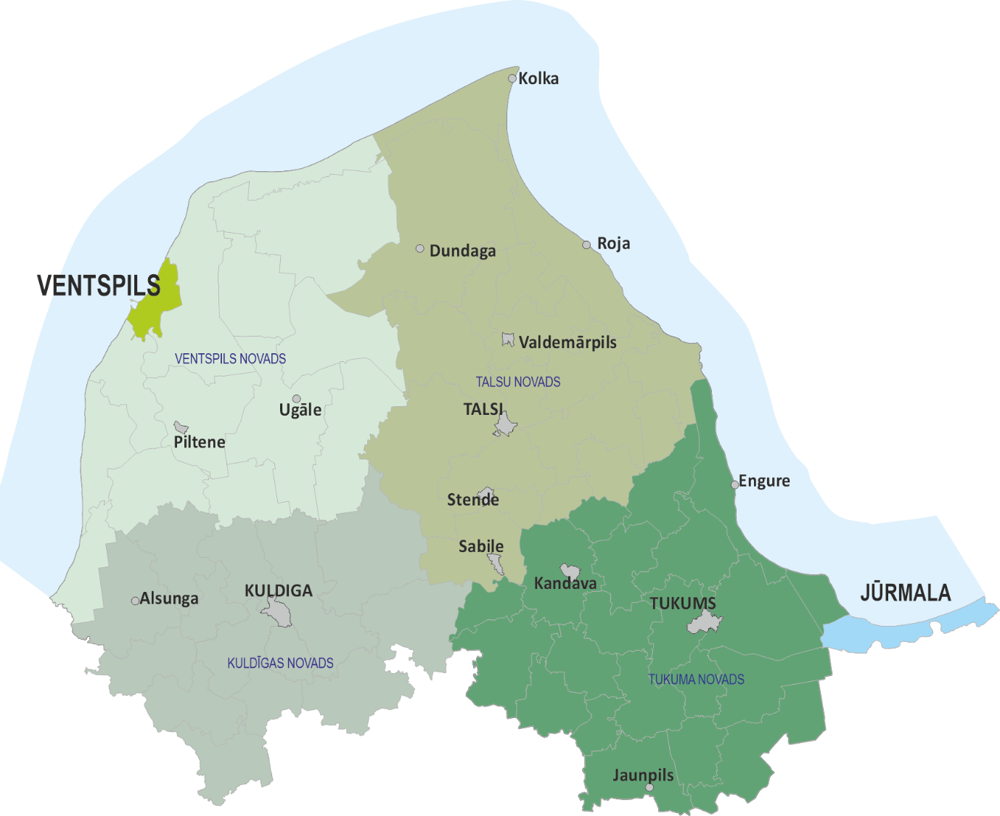 Kolka
Roja
Dundaga
VENTSPILS
Valdemārpils
VENTSPILS NOVADS
TALSU NOVADS
Ugāle
TALSI
Piltene
Engure
Stende
Sabile
Kandava
KULDIGA
JŪRMALA
Alsunga
TUKUMS
KULDĪGAS NOVADS
TUKUMA NOVADS
Jaunpils